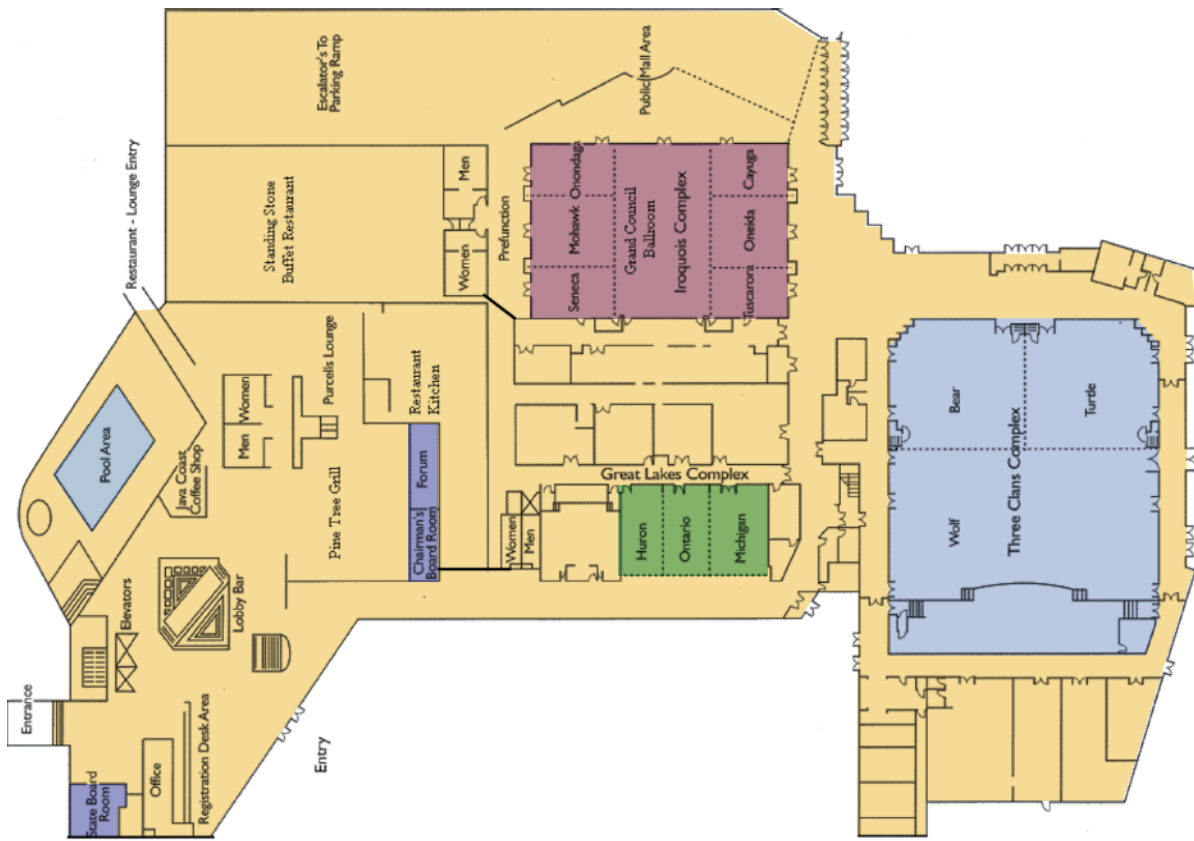 Escalator's To
Parking Ramp
Public Mall Area
Restaurant - Lounge Entry
Standing Stone
Buffet Restaurant
Men
Women
Prefunction
Onondaga
Mohawk
Seneca
Grand Council
Ballroom
Iroquois Complex
Cayuga
Oneida
Tuscarora
Pool Area
Java Coast
Coffee Shop
Women
Men
Purcells Lounge
Pine Tree Grill
Restaurant
Kitchen
Forum
Chairman's
Board Room
Great Lakes Complex
Women
Men
Huron
Ontario
Michigan
Bear
Turtle
Wolf
Three Clans Complex
Elevators
Lobby Bar
Entrance
State Board
Room
Office
Registration Desk Area
Entry